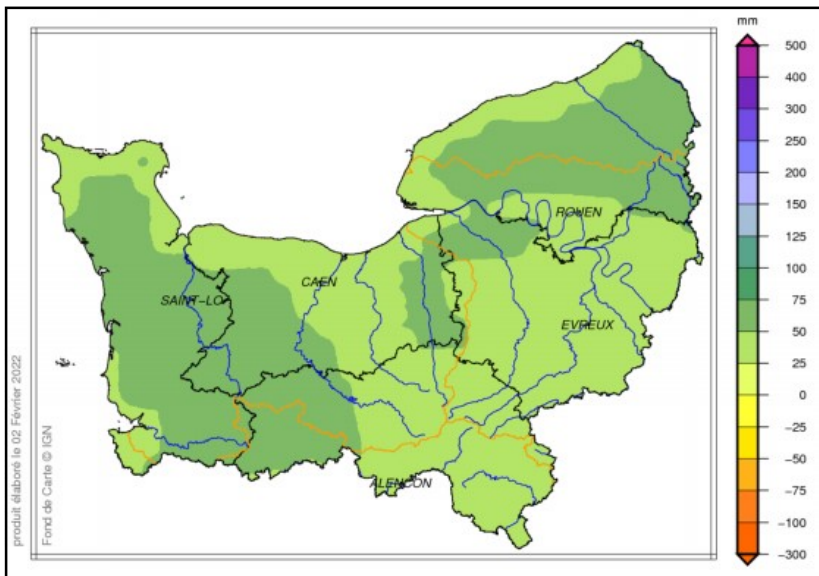 mm
500
400
300
250
200
150
125
100
75
50
25
0
-25
-50
-75
-100
-300
ROUEN
CAEN
SAINT-LO
EVREUX
ALENCON
produit élaboré le 02 Février 2022
Fond de Carte © IGN